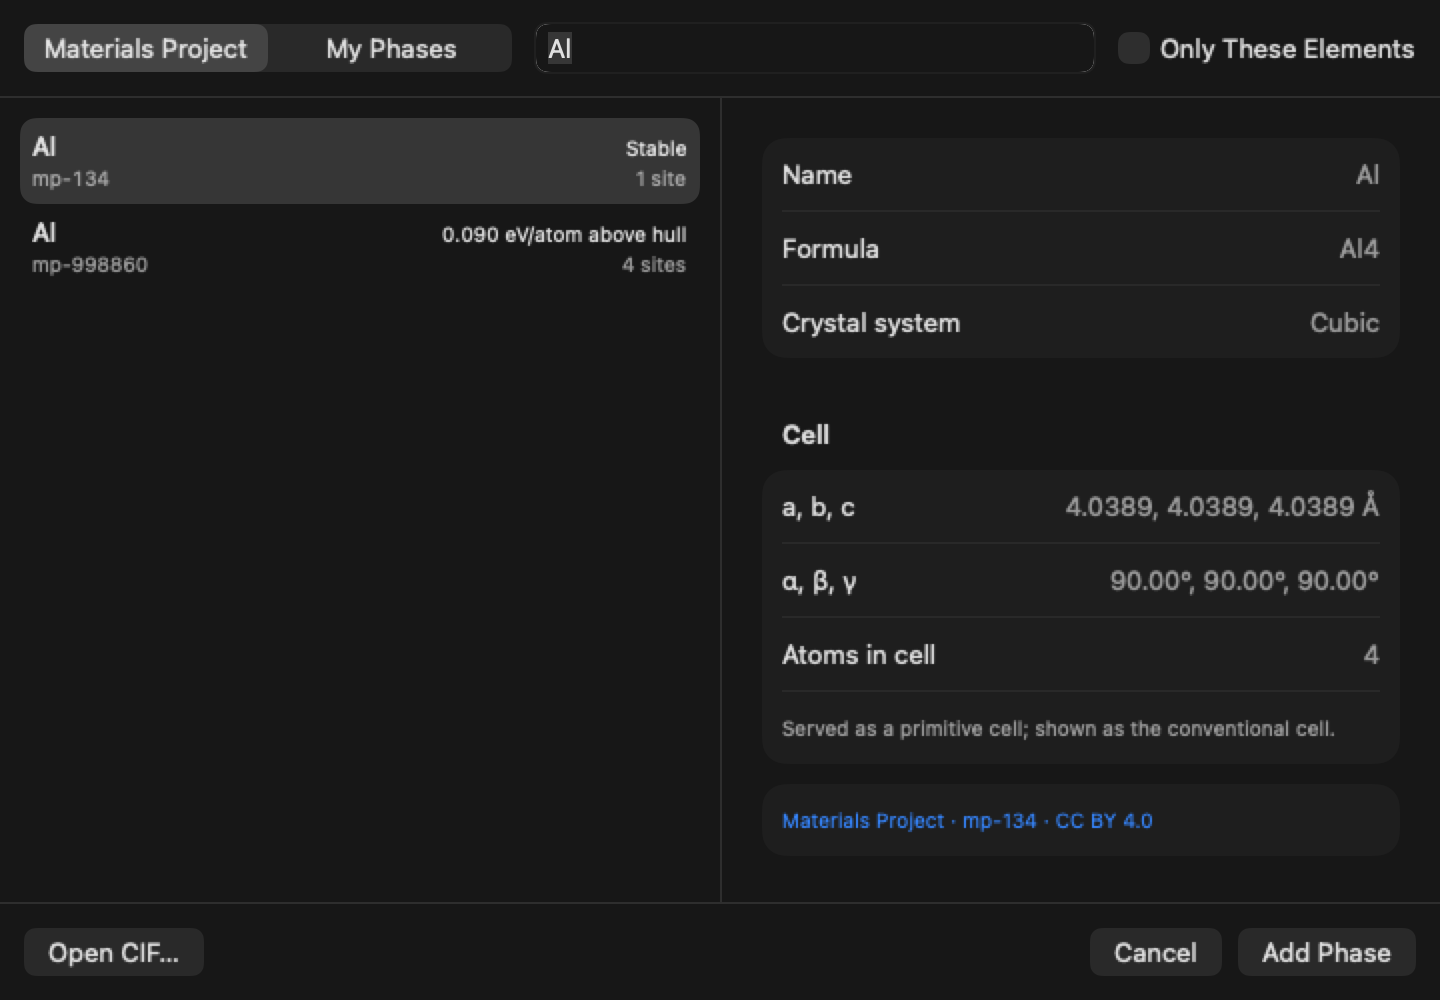 Materials Project
My Phases
Al
Only These Elements
Al
Stable
mp-134
1 site
Al
0.090 eV/atom above hull
mp-998860
4 sites
Name
Al
Formula
Al4
Crystal system
Cubic
Cell
a, b, c
4.0389, 4.0389, 4.0389 Å
α, β, γ
90.00°, 90.00°, 90.00°
Atoms in cell
4
Served as a primitive cell; shown as the conventional cell.
Materials Project · mp-134 · CC BY 4.0
Open CIF...
Cancel
Add Phase